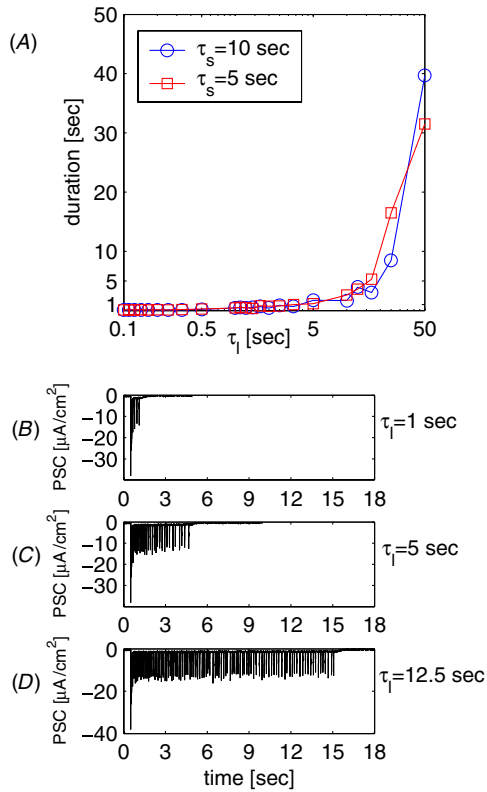 (A)
duration [sec]
50
40
30
20
10
5
1
τs=10 sec
τs=5 sec
0.1
0.5
5
50
τl [sec]
(B)
PSC [μA/cm²]
0
−10
−20
−30
0 3 6 9 12 15 18
τl=1 sec
(C)
PSC [μA/cm²]
0
−10
−20
−30
0 3 6 9 12 15 18
τl=5 sec
(D)
PSC [μA/cm²]
0
−20
−40
0 3 6 9 12 15 18
τl=12.5 sec
time [sec]